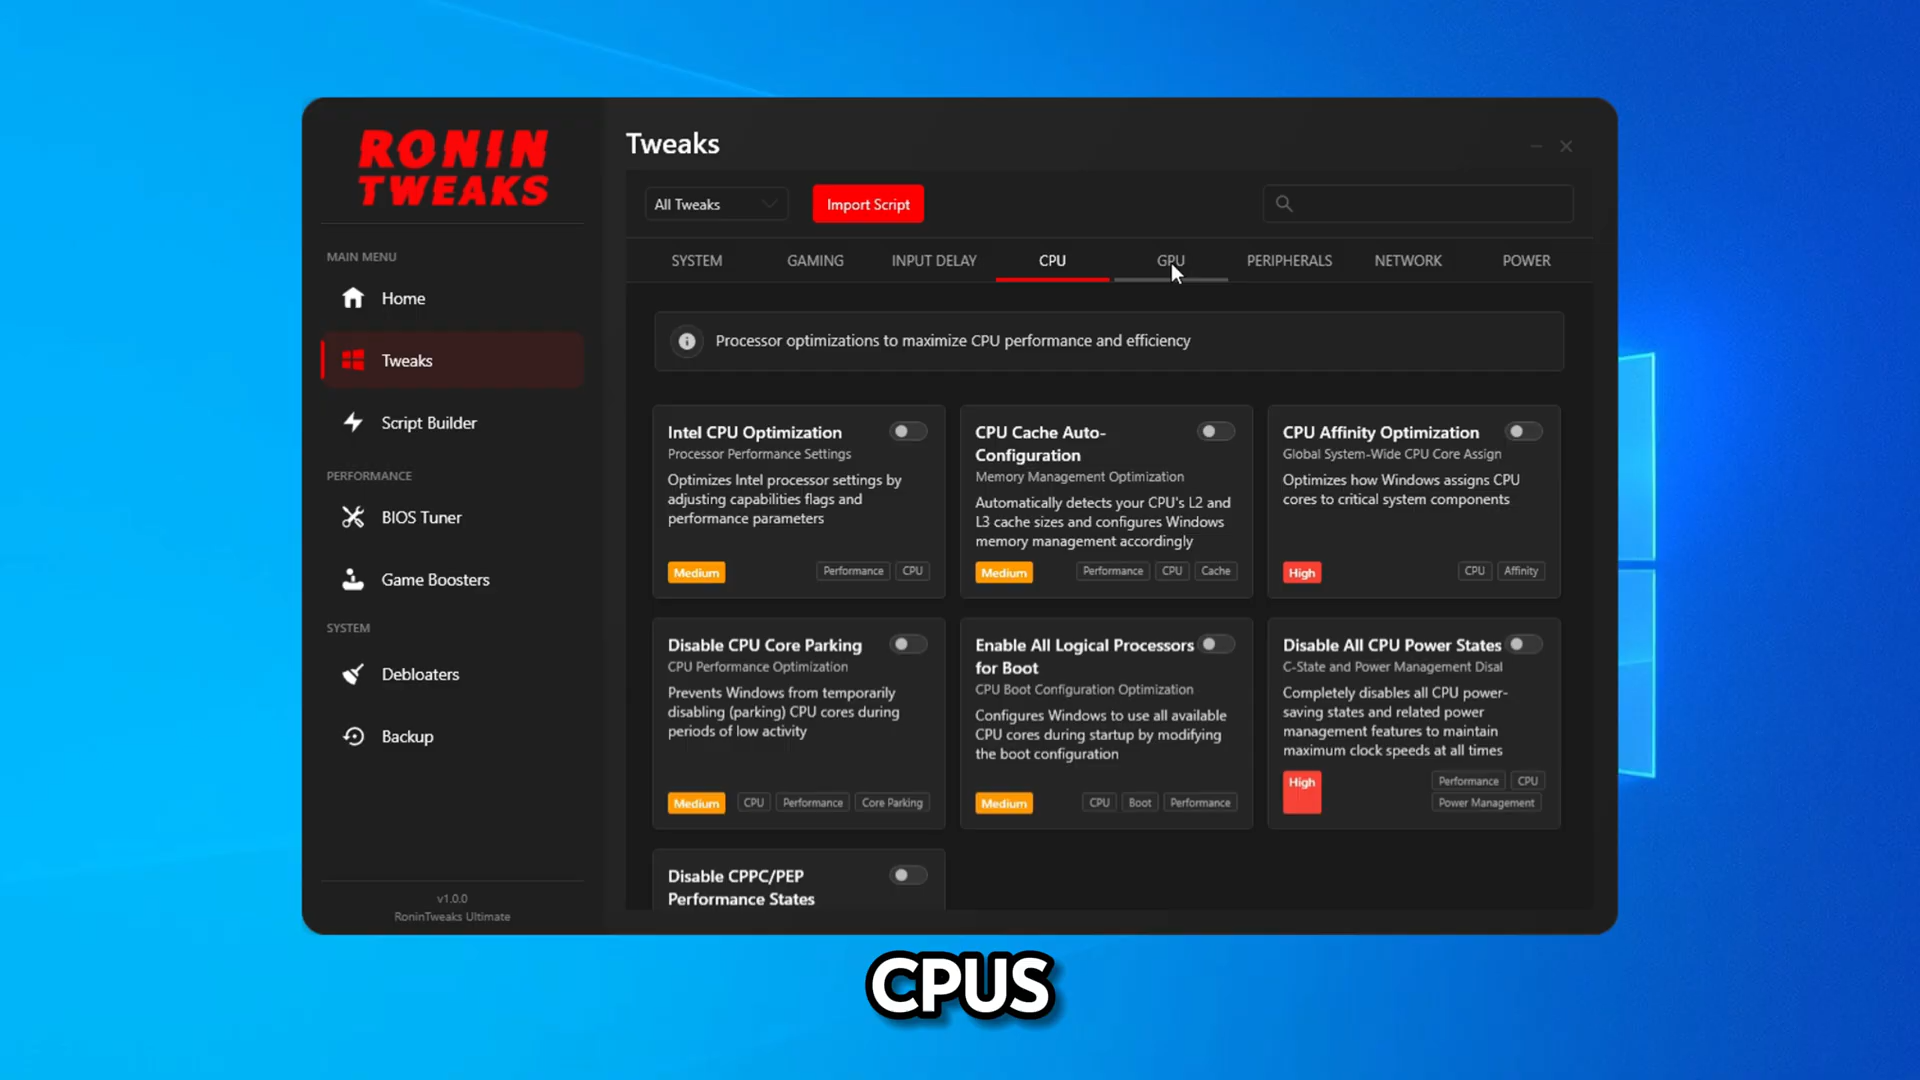 RONIN
TWEAKS
MAIN MENU
Home
Tweaks
Script Builder
PERFORMANCE
BIOS Tuner
Game Boosters
SYSTEM
Debloaters
Backup
v1.0.0
RoninTweaks Ultimate
Tweaks
All Tweaks
Import Script
SYSTEM
GAMING
INPUT DELAY
CPU
GPU
PERIPHERALS
NETWORK
POWER
Processor optimizations to maximize CPU performance and efficiency
Intel CPU Optimization
Processor Performance Settings
Optimizes Intel processor settings by
adjusting capabilities flags and
performance parameters
Medium
Performance
CPU
CPU Cache Auto-
Configuration
Memory Management Optimization
Automatically detects your CPU's L2 and
L3 cache sizes and configures Windows
memory management accordingly
Medium
Performance
CPU
Cache
CPU Affinity Optimization
Global System-Wide CPU Core Assign
Optimizes how Windows assigns CPU
cores to critical system components
High
CPU
Affinity
Disable CPU Core Parking
CPU Performance Optimization
Prevents Windows from temporarily
disabling (parking) CPU cores during
periods of low activity
Medium
CPU
Performance
Core Parking
Enable All Logical Processors
for Boot
CPU Boot Configuration Optimization
Configures Windows to use all available
CPU cores during startup by modifying
the boot configuration
Medium
CPU
Boot
Performance
Disable All CPU Power States
C-State and Power Management Disal
Completely disables all CPU power-
saving states and related power
management features to maintain
maximum clock speeds at all times
High
Performance
CPU
Power Management
Disable CPPC/PEP
Performance States
CPUS